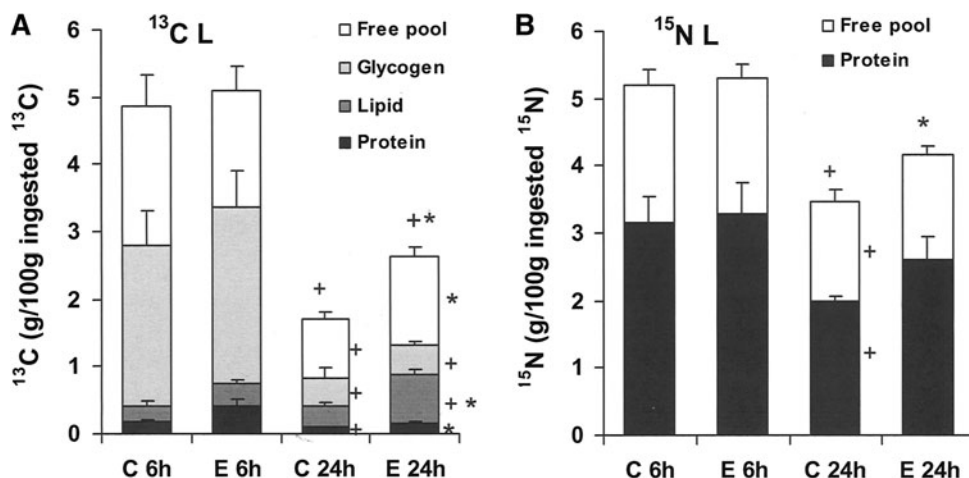 A
¹³C L
Free pool
Glycogen
Lipid
Protein
¹³C (g/100g ingested ¹³C)
6
5
4
3
2
1
0
+
+
+
+
+ *
*
+
+ *
*
C 6h E 6h C 24h E 24h
B
¹⁵N L
Free pool
Protein
¹⁵N (g/100g ingested ¹⁵N)
6
5
4
3
2
1
0
+
+
+
*
C 6h E 6h C 24h E 24h